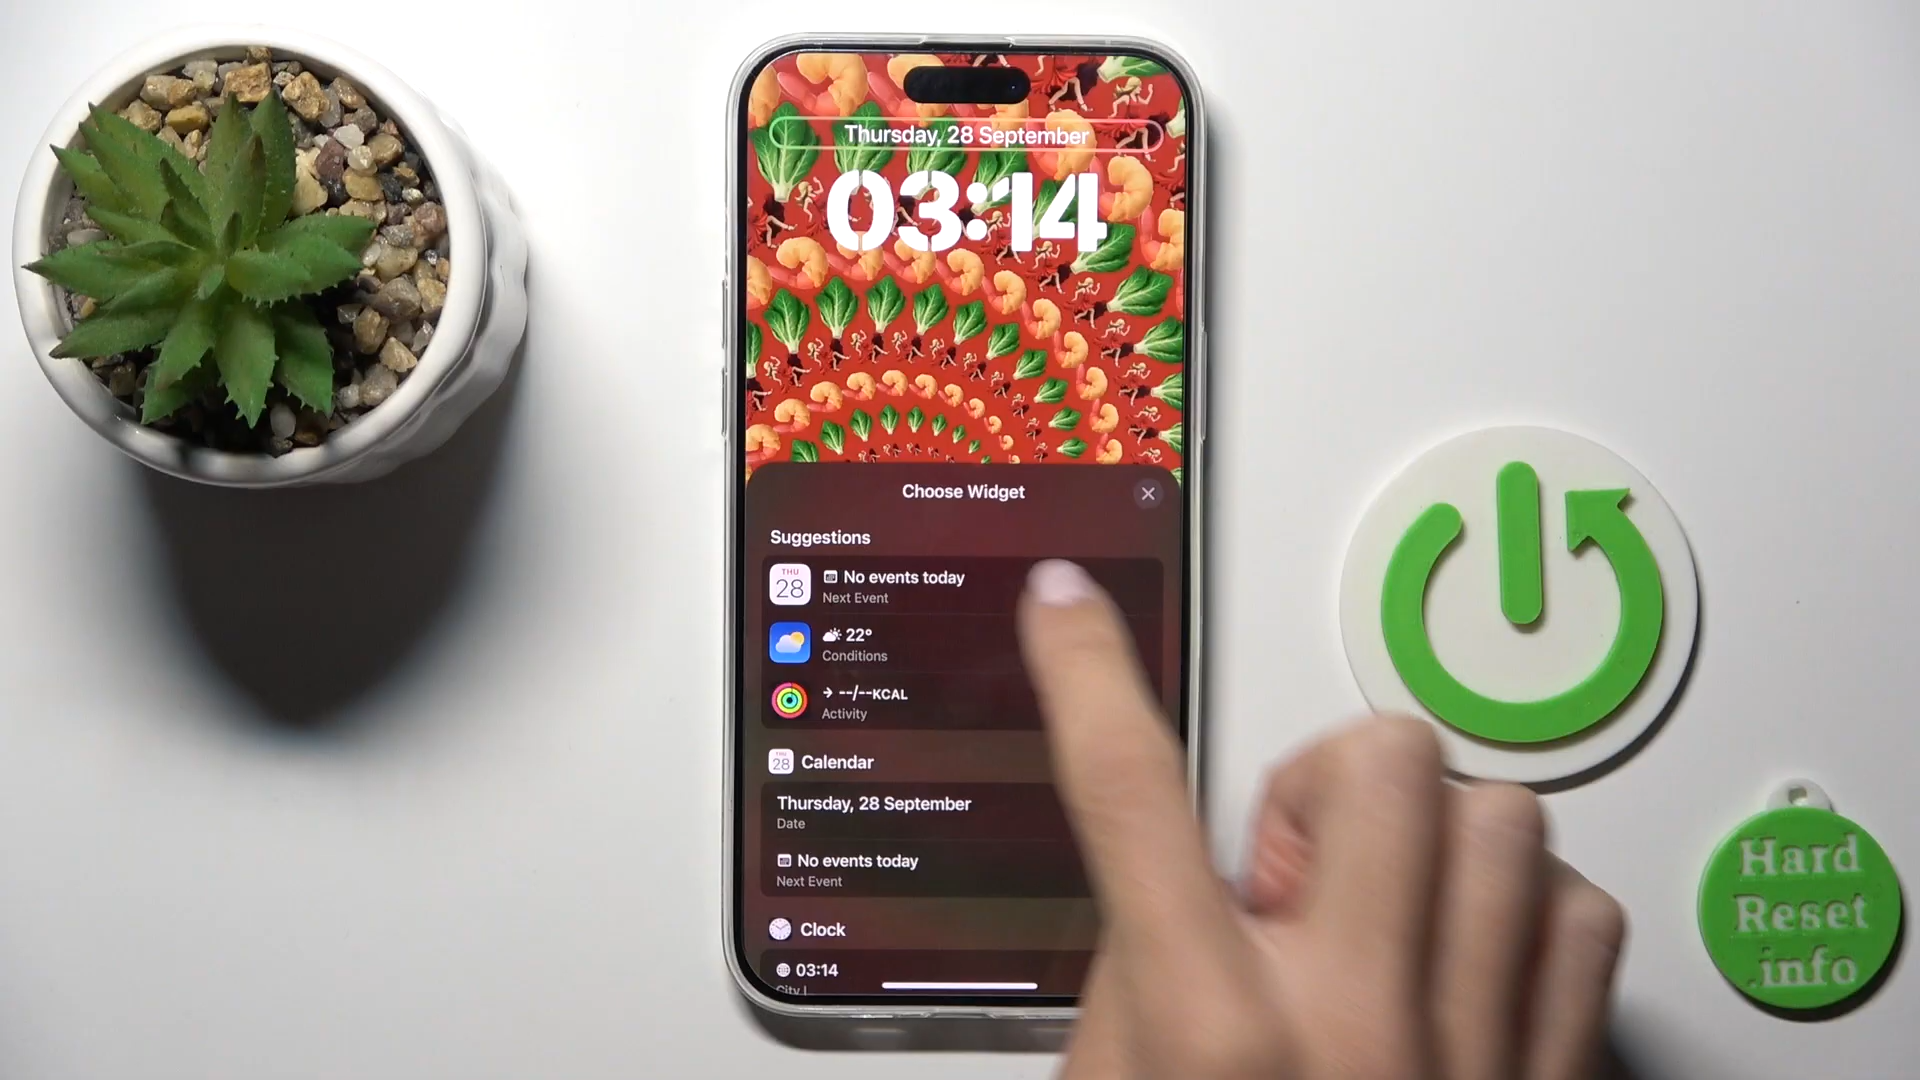 Thursday, 28 September
03:14
Choose Widget
Suggestions
THU
28
No events today
Next Event
22°
Conditions
--/--KCAL
Activity
28
Calendar
Thursday, 28 September
Date
No events today
Next Event
Clock
03:14
City
Hard
Reset
.info